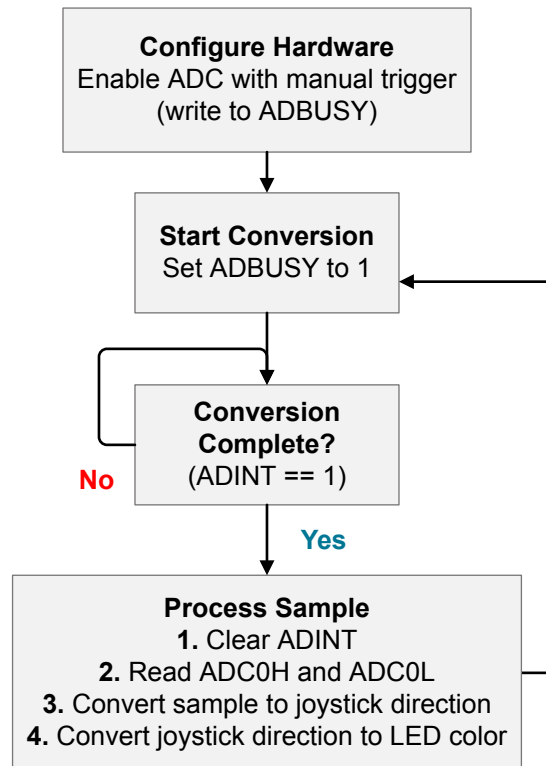 Configure Hardware
Enable ADC with manual trigger
(write to ADBUSY)
Start Conversion
Set ADBUSY to 1
Conversion
Complete?
(ADINT == 1)
No
Yes
Process Sample
1. Clear ADINT
2. Read ADC0H and ADC0L
3. Convert sample to joystick direction
4. Convert joystick direction to LED color